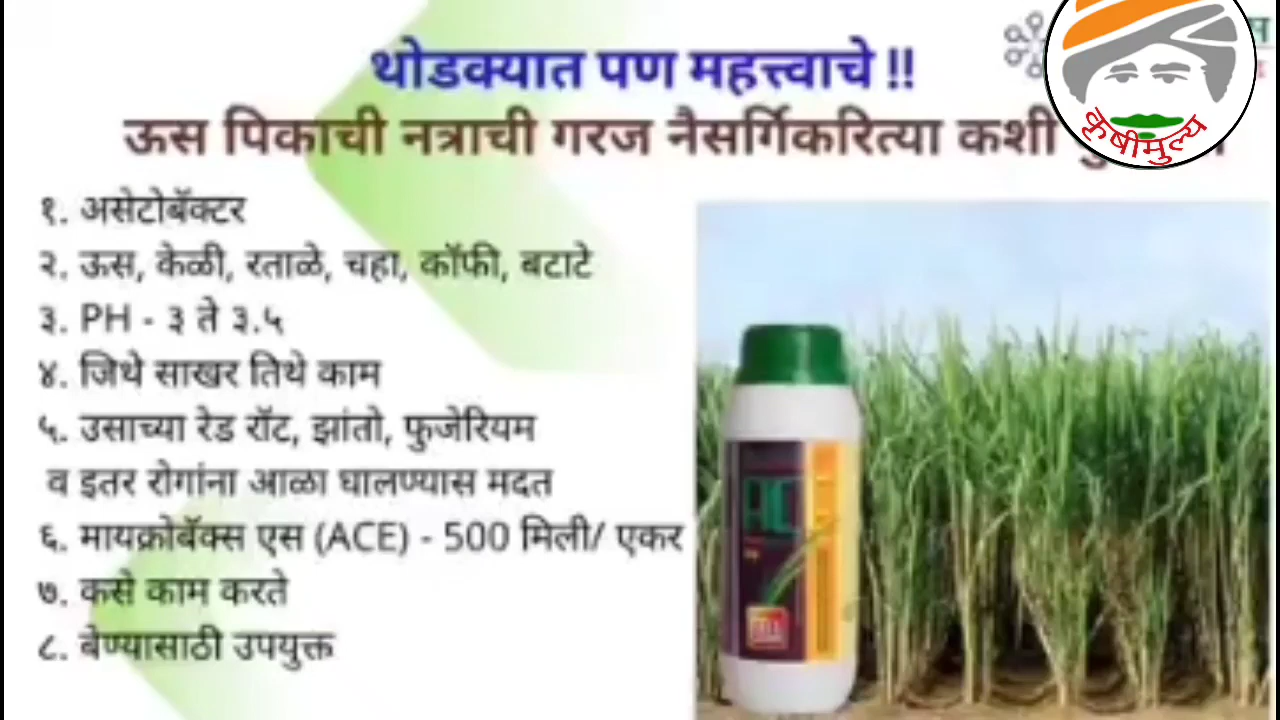 थोडक्यात पण महत्त्वाचे !!
ऊस पिकाची नत्राची गरज नैसर्गिकरित्या कशी
कृषीमुल्य
१. असेटोबॅक्टर
२. ऊस, केळी, रताळे, चहा, कॉफी, बटाटे
३. PH - ३ ते ३.५
४. जिथे साखर तिथे काम
५. उसाच्या रेड रॉट, झांतो, फुजेरियम
व इतर रोगांना आळा घालण्यास मदत
६. मायक्रोबॅक्स एस (ACE) - 500 मिली/ एकर
७. कसे काम करते
८. बेण्यासाठी उपयुक्त